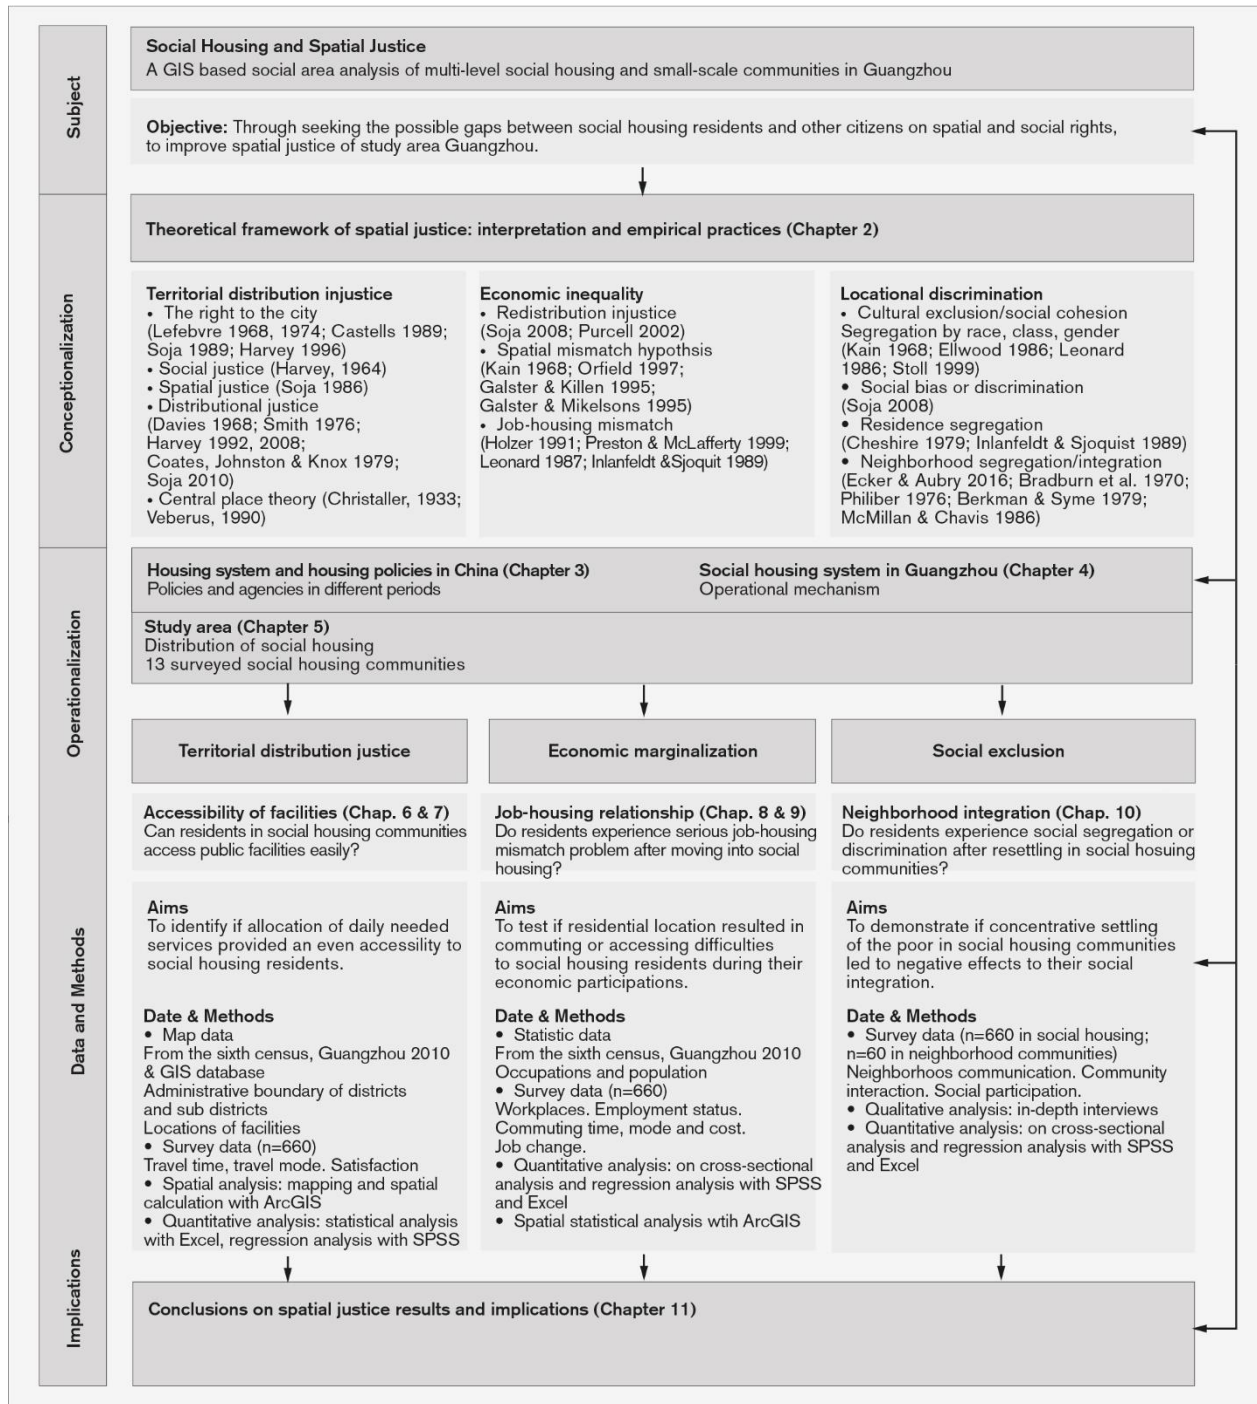 Subject
Social Housing and Spatial Justice
A GIS based social area analysis of multi-level social housing and small-scale communities in Guangzhou
Objective: Through seeking the possible gaps between social housing residents and other citizens on spatial and social rights,
to improve spatial justice of study area Guangzhou.
Conceptionalization
Theoretical framework of spatial justice: interpretation and empirical practices (Chapter 2)
Territorial distribution injustice
• The right to the city
(Lefebvre 1968, 1974; Castells 1989;
Soja 1989; Harvey 1996)
• Social justice (Harvey, 1964)
• Spatial justice (Soja 1986)
• Distributional justice
(Davies 1968; Smith 1976;
Harvey 1992, 2008;
Coates, Johnston & Knox 1979;
Soja 2010)
• Central place theory (Christaller, 1933;
Veberus, 1990)
Economic inequality
• Redistribution injustice
(Soja 2008; Purcell 2002)
• Spatial mismatch hypothsis
(Kain 1968; Orfield 1997;
Galster & Killen 1995;
Galster & Mikelsons 1995)
• Job-housing mismatch
(Holzer 1991; Preston & McLafferty 1999;
Leonard 1987; Inlanfeldt &Sjoquit 1989)
Locational discrimination
• Cultural exclusion/social cohesion
Segregation by race, class, gender
(Kain 1968; Ellwood 1986; Leonard
1986; Stoll 1999)
• Social bias or discrimination
(Soja 2008)
• Residence segregation
(Cheshire 1979; Inlanfeldt & Sjoquist 1989)
• Neighborhood segregation/integration
(Ecker & Aubry 2016; Bradburn et al. 1970;
Philiber 1976; Berkman & Syme 1979;
McMillan & Chavis 1986)
Operationalization
Housing system and housing policies in China (Chapter 3)
Policies and agencies in different periods
Social housing system in Guangzhou (Chapter 4)
Operational mechanism
Study area (Chapter 5)
Distribution of social housing
13 surveyed social housing communities
Territorial distribution justice
Economic marginalization
Social exclusion
Accessibility of facilities (Chap. 6 & 7)
Can residents in social housing communities
access public facilities easily?
Job-housing relationship (Chap. 8 & 9)
Do residents experience serious job-housing
mismatch problem after moving into social
housing?
Neighborhood integration (Chap. 10)
Do residents experience social segregation or
discrimination after resettling in social hosuing
communities?
Data and Methods
Aims
To identify if allocation of daily needed
services provided an even accessility to
social housing residents.
Date & Methods
• Map data
From the sixth census, Guangzhou 2010
& GIS database
Administrative boundary of districts
and sub districts
Locations of facilities
• Survey data (n=660)
Travel time, travel mode. Satisfaction
• Spatial analysis: mapping and spatial
calculation with ArcGIS
• Quantitative analysis: statistical analysis
with Excel, regression analysis with SPSS
Aims
To test if residential location resulted in
commuting or accessing difficulties
to social housing residents during their
economic participations.
Date & Methods
• Statistic data
From the sixth census, Guangzhou 2010
Occupations and population
• Survey data (n=660)
Workplaces. Employment status.
Commuting time, mode and cost.
Job change.
• Quantitative analysis: on cross-sectional
analysis and regression analysis with SPSS
and Excel
• Spatial statistical analysis wtih ArcGIS
Aims
To demonstrate if concentrative settling
of the poor in social housing communities
led to negative effects to their social
integration.
Date & Methods
• Survey data (n=660 in social housing;
n=60 in neighborhood communities)
Neighborhoos communication. Community
interaction. Social participation.
• Qualitative analysis: in-depth interviews
• Quantitative analysis: on cross-sectional
analysis and regression analysis with SPSS
and Excel
Implications
Conclusions on spatial justice results and implications (Chapter 11)